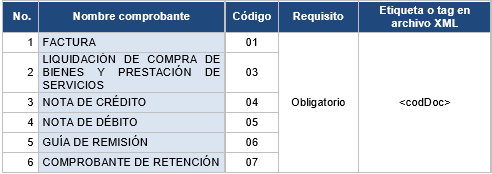 No. Nombre comprobante Código Requisito Etiqueta o tag en
archivo XML
1 FACTURA 01
2 LIQUIDACIÓN DE COMPRA DE
BIENES Y PRESTACIÓN DE
SERVICIOS 03
3 NOTA DE CRÉDITO 04
Obligatorio <codDoc>
4 NOTA DE DÉBITO 05
5 GUÍA DE REMISIÓN 06
6 COMPROBANTE DE RETENCIÓN 07